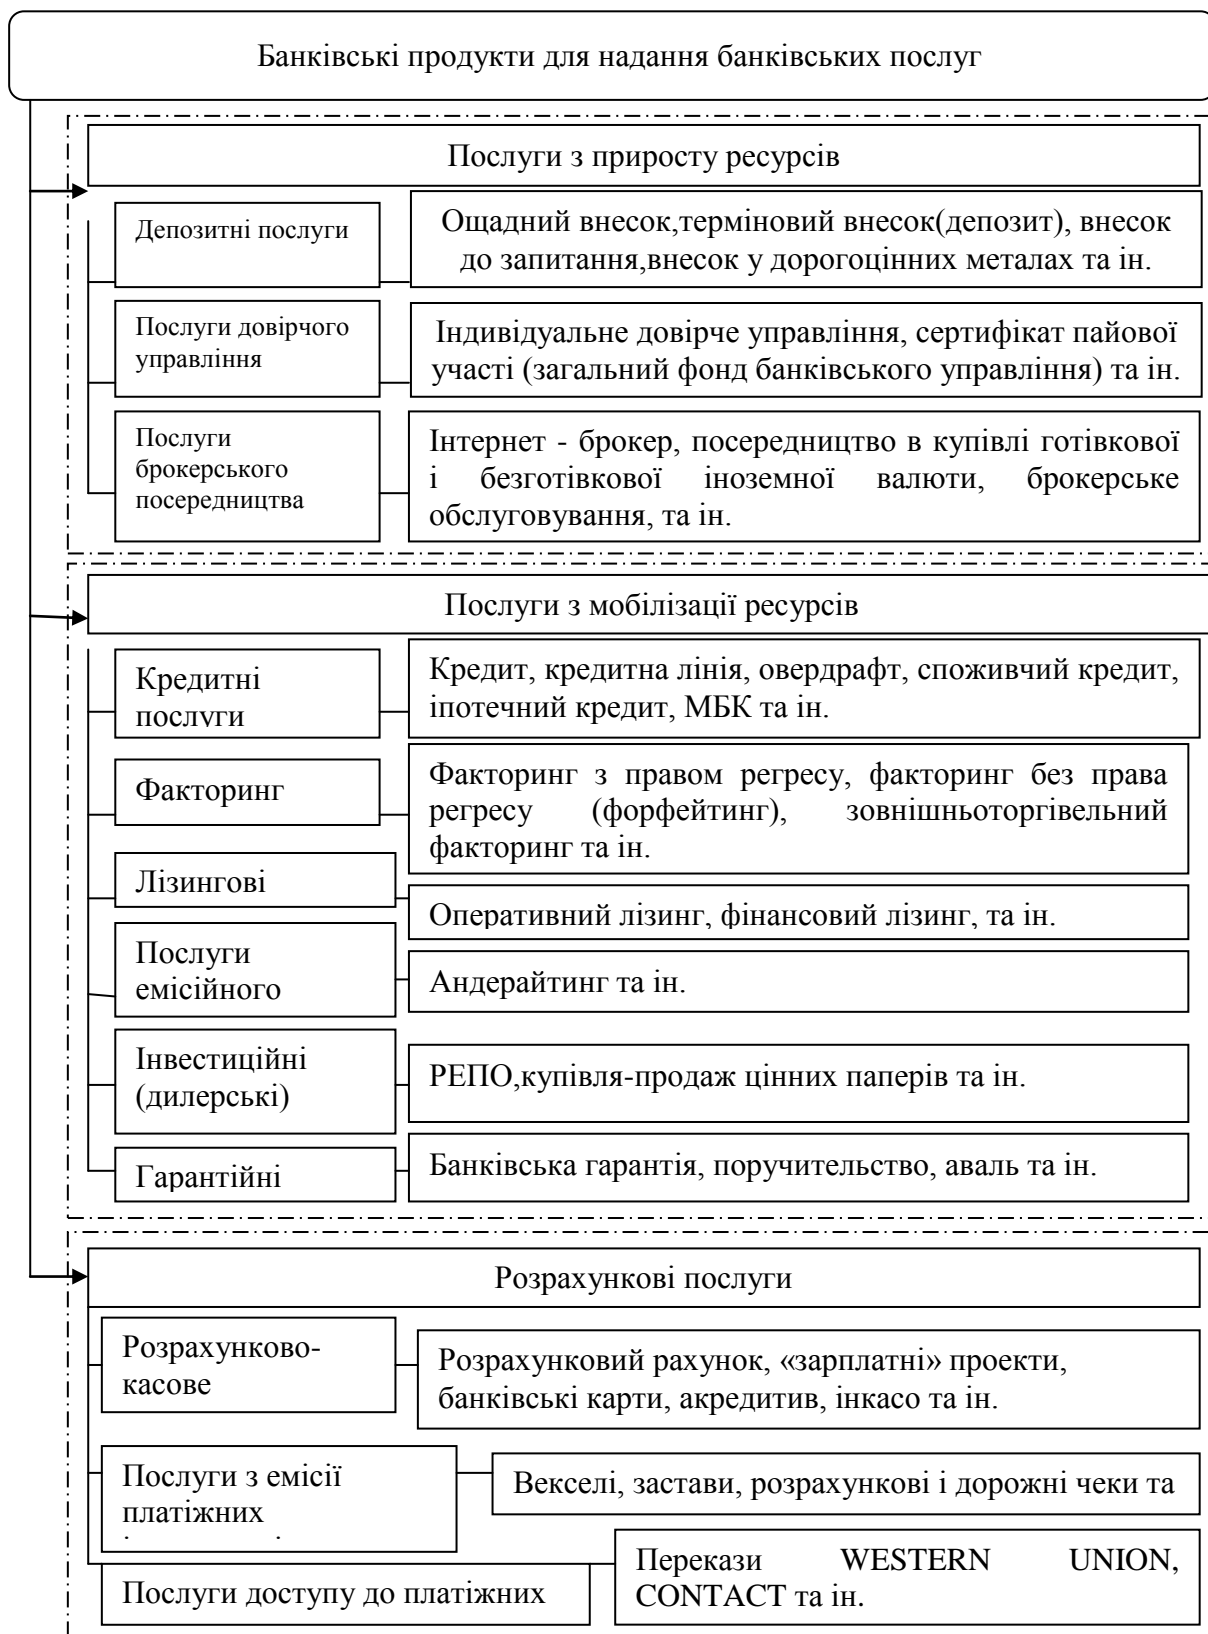 Банківські продукти для надання банківських послуг
Послуги з приросту ресурсів
Депозитні послуги
Ощадний внесок,терміновий внесок(депозит), внесок
до запитання,внесок у дорогоцінних металах та ін.
Послуги довірчого
управління
Індивідуальне довірче управління, сертифікат пайової
участі (загальний фонд банківського управління) та ін.
Послуги
брокерського
посередництва
Інтернет - брокер, посередництво в купівлі готівкової
і безготівкової іноземної валюти, брокерське
обслуговування, та ін.
Послуги з мобілізації ресурсів
Кредитні
послуги
Кредит, кредитна лінія, овердрафт, споживчий кредит,
іпотечний кредит, МБК та ін.
Факторинг
Факторинг з правом регресу, факторинг без права
регресу (форфейтинг), зовнішньоторгівельний
факторинг та ін.
Лізингові
Оперативний лізинг, фінансовий лізинг, та ін.
Послуги
емісійного
Андерайтинг та ін.
Інвестиційні
(дилерські)
РЕПО,купівля-продаж цінних паперів та ін.
Гарантійні
Банківська гарантія, поручительство, аваль та ін.
Розрахункові послуги
Розрахунково-
касове
Розрахунковий рахунок, «зарплатні» проекти,
банківські карти, акредитив, інкасо та ін.
Послуги з емісії
платіжних
Векселі, застави, розрахункові і дорожні чеки та
Послуги доступу до платіжних
Перекази WESTERN UNION,
CONTACT та ін.